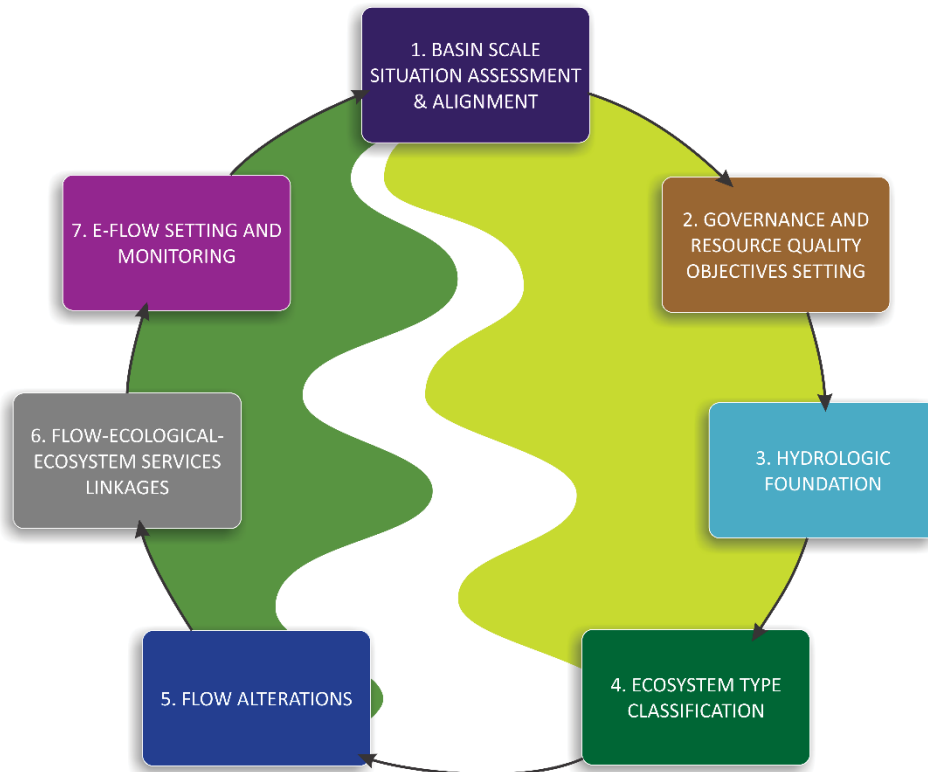 1. BASIN SCALE
SITUATION ASSESSMENT
& ALIGNMENT
2. GOVERNANCE AND
RESOURCE QUALITY
OBJECTIVES SETTING
3. HYDROLOGIC
FOUNDATION
4. ECOSYSTEM TYPE
CLASSIFICATION
5. FLOW ALTERATIONS
6. FLOW-ECOLOGICAL-
ECOSYSTEM SERVICES
LINKAGES
7. E-FLOW SETTING AND
MONITORING